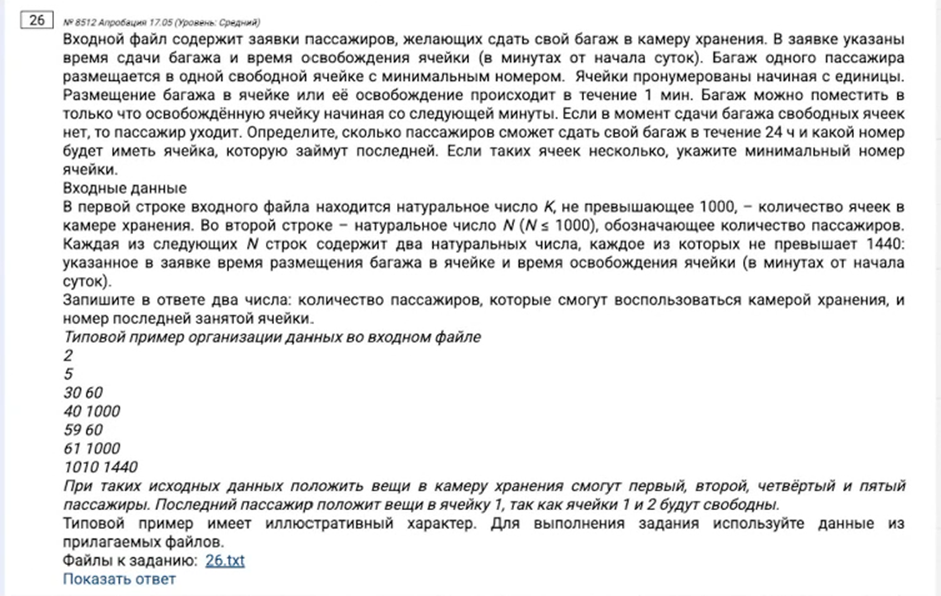 26 № 8512 Апробация 17.05 (Уровень: Средний)
Входной файл содержит заявки пассажиров, желающих сдать свой багаж в камеру хранения. В заявке указаны
время сдачи багажа и время освобождения ячейки (в минутах от начала суток). Багаж одного пассажира
размещается в одной свободной ячейке с минимальным номером. Ячейки пронумерованы начиная с единицы.
Размещение багажа в ячейке или её освобождение происходит в течение 1 мин. Багаж можно поместить в
только что освобождённую ячейку начиная со следующей минуты. Если в момент сдачи багажа свободных ячеек
нет, то пассажир уходит. Определите, сколько пассажиров сможет сдать свой багаж в течение 24 ч и какой номер
будет иметь ячейка, которую займут последней. Если таких ячеек несколько, укажите минимальный номер
ячейки.
Входные данные
В первой строке входного файла находится натуральное число K, не превышающее 1000, – количество ячеек в
камере хранения. Во второй строке – натуральное число N (N ≤ 1000), обозначающее количество пассажиров.
Каждая из следующих N строк содержит два натуральных числа, каждое из которых не превышает 1440:
указанное в заявке время размещения багажа в ячейке и время освобождения ячейки (в минутах от начала
суток).
Запишите в ответе два числа: количество пассажиров, которые смогут воспользоваться камерой хранения, и
номер последней занятой ячейки.
Типовой пример организации данных во входном файле
2
5
30 60
40 1000
59 60
61 1000
1010 1440
При таких исходных данных положить вещи в камеру хранения смогут первый, второй, четвёртый и пятый
пассажиры. Последний пассажир положит вещи в ячейку 1, так как ячейки 1 и 2 будут свободны.
Типовой пример имеет иллюстративный характер. Для выполнения задания используйте данные из
прилагаемых файлов.
Файлы к заданию: 26.txt
Показать ответ